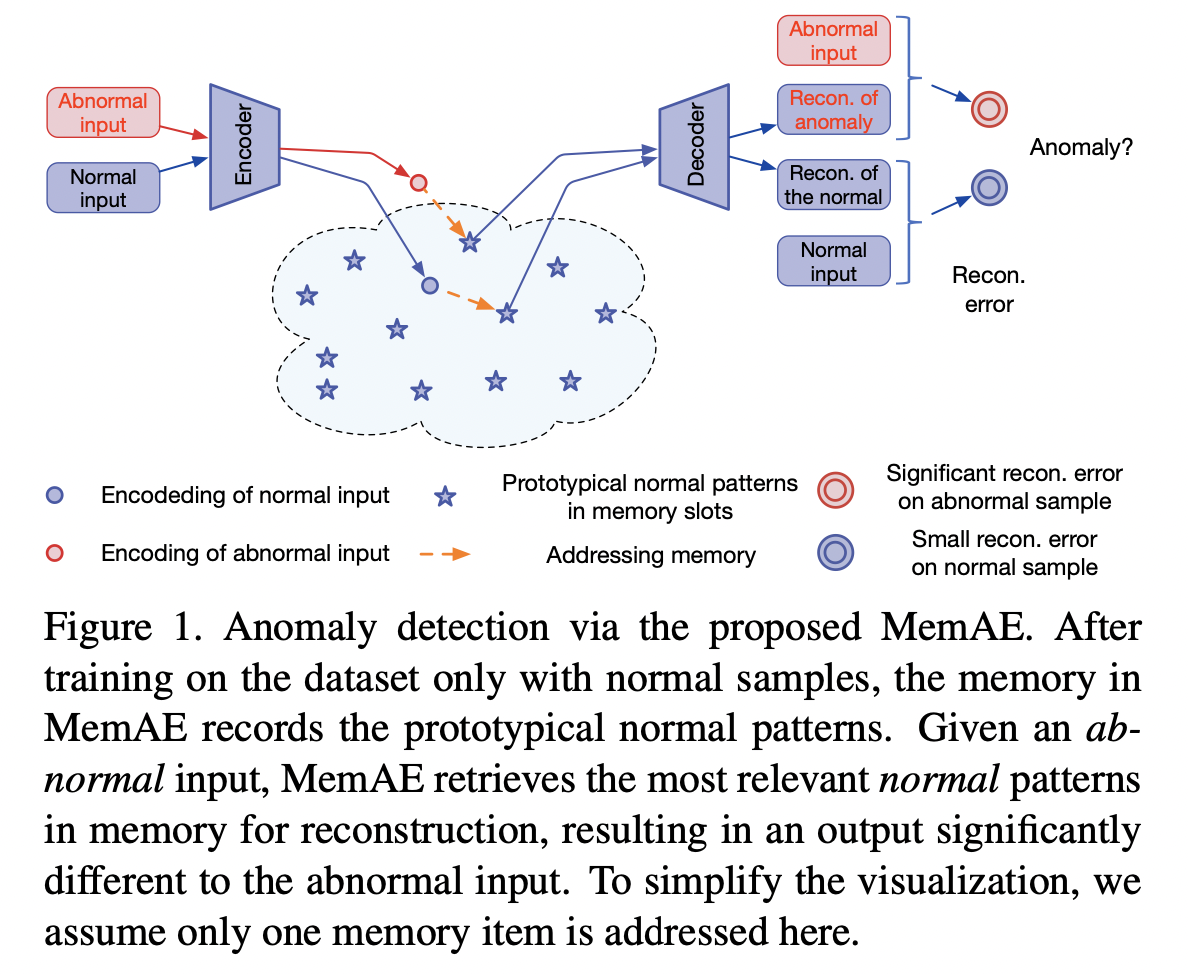 Abnormal
input
Normal
input
Encoder
Decoder
Abnormal
input
Recon. of
anomaly
Recon. of
the normal
Normal
input
Anomaly?
Recon.
error
Encodeding of normal input
Prototypical normal patterns
in memory slots
Significant recon. error
on abnormal sample
Encoding of abnormal input
Addressing memory
Small recon. error
on normal sample
Figure 1. Anomaly detection via the proposed MemAE. After
training on the dataset only with normal samples, the memory in
MemAE records the prototypical normal patterns. Given an ab-
normal input, MemAE retrieves the most relevant normal patterns
in memory for reconstruction, resulting in an output significantly
different to the abnormal input. To simplify the visualization, we
assume only one memory item is addressed here.